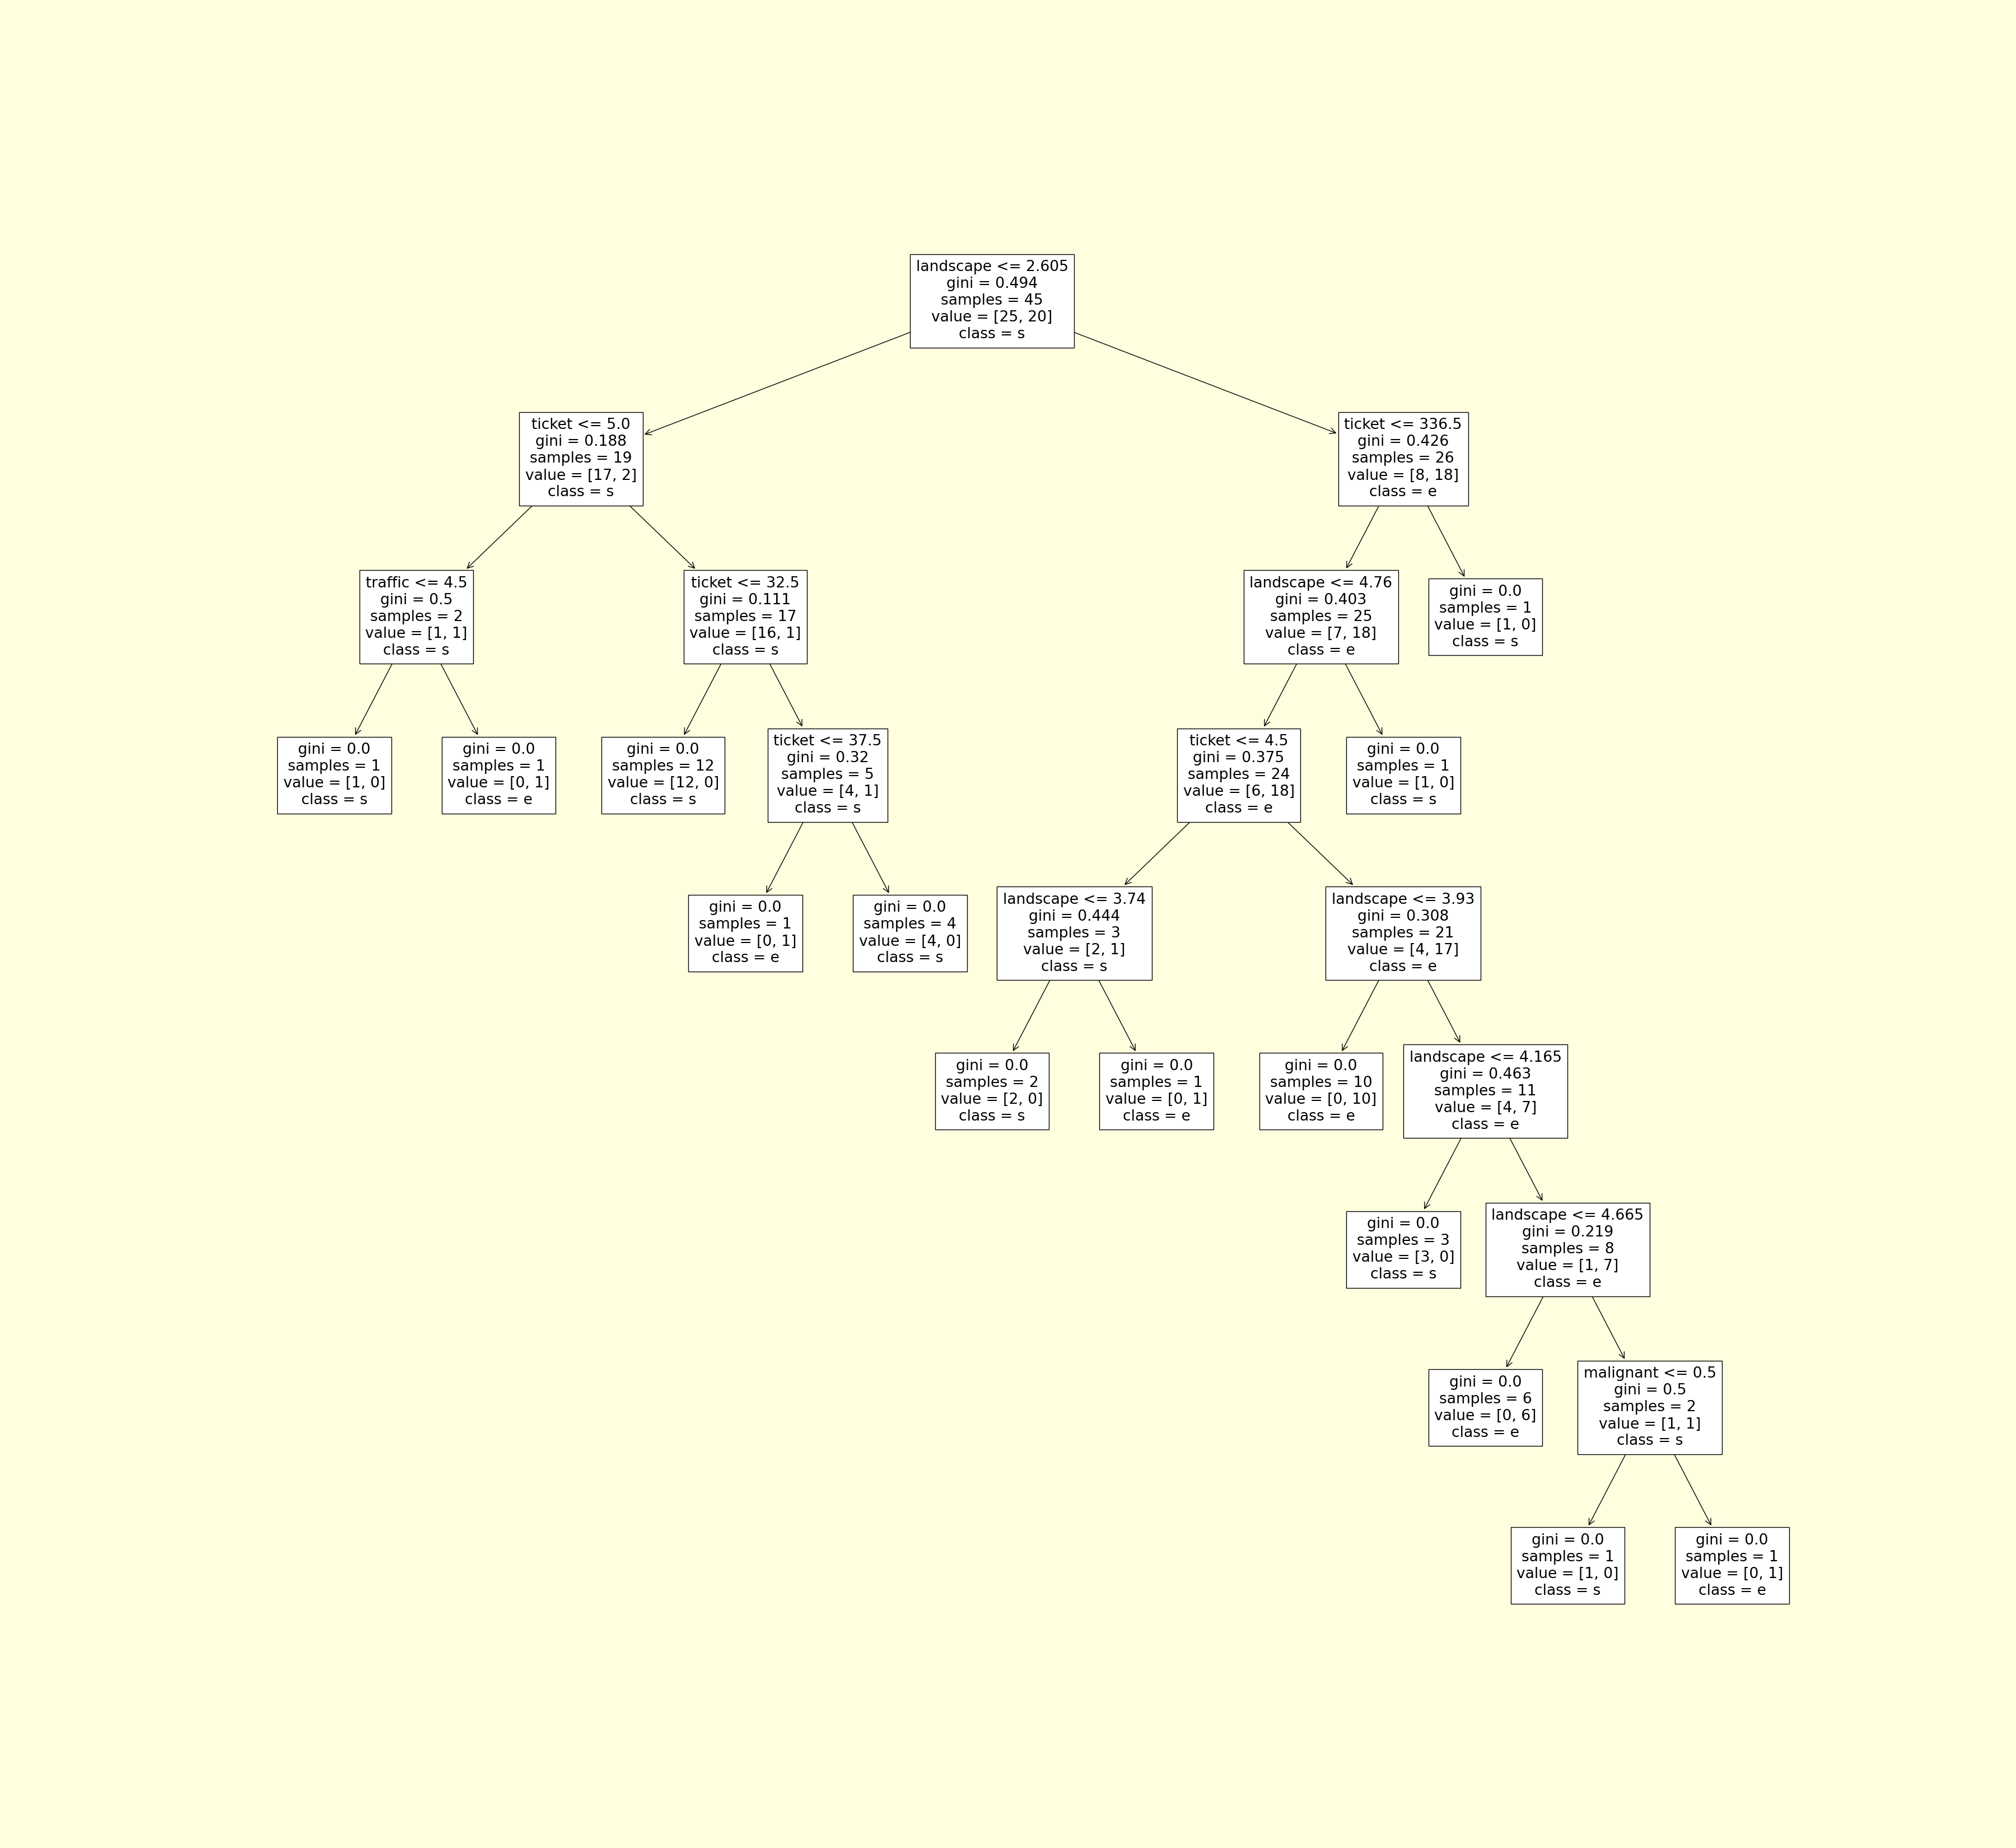 landscape <= 2.605
gini = 0.494
samples = 45
value = [25, 20]
class = s
ticket <= 5.0
gini = 0.188
samples = 19
value = [17, 2]
class = s
ticket <= 336.5
gini = 0.426
samples = 26
value = [8, 18]
class = e
traffic <= 4.5
gini = 0.5
samples = 2
value = [1, 1]
class = s
ticket <= 32.5
gini = 0.111
samples = 17
value = [16, 1]
class = s
landscape <= 4.76
gini = 0.403
samples = 25
value = [7, 18]
class = e
gini = 0.0
samples = 1
value = [1, 0]
class = s
gini = 0.0
samples = 1
value = [1, 0]
class = s
gini = 0.0
samples = 1
value = [0, 1]
class = e
gini = 0.0
samples = 12
value = [12, 0]
class = s
ticket <= 37.5
gini = 0.32
samples = 5
value = [4, 1]
class = s
ticket <= 4.5
gini = 0.375
samples = 24
value = [6, 18]
class = e
gini = 0.0
samples = 1
value = [1, 0]
class = s
gini = 0.0
samples = 1
value = [0, 1]
class = e
gini = 0.0
samples = 4
value = [4, 0]
class = s
landscape <= 3.74
gini = 0.444
samples = 3
value = [2, 1]
class = s
landscape <= 3.93
gini = 0.308
samples = 21
value = [4, 17]
class = e
gini = 0.0
samples = 2
value = [2, 0]
class = s
gini = 0.0
samples = 1
value = [0, 1]
class = e
gini = 0.0
samples = 10
value = [0, 10]
class = e
landscape <= 4.165
gini = 0.463
samples = 11
value = [4, 7]
class = e
gini = 0.0
samples = 3
value = [3, 0]
class = s
landscape <= 4.665
gini = 0.219
samples = 8
value = [1, 7]
class = e
gini = 0.0
samples = 6
value = [0, 6]
class = e
malignant <= 0.5
gini = 0.5
samples = 2
value = [1, 1]
class = s
gini = 0.0
samples = 1
value = [1, 0]
class = s
gini = 0.0
samples = 1
value = [0, 1]
class = e